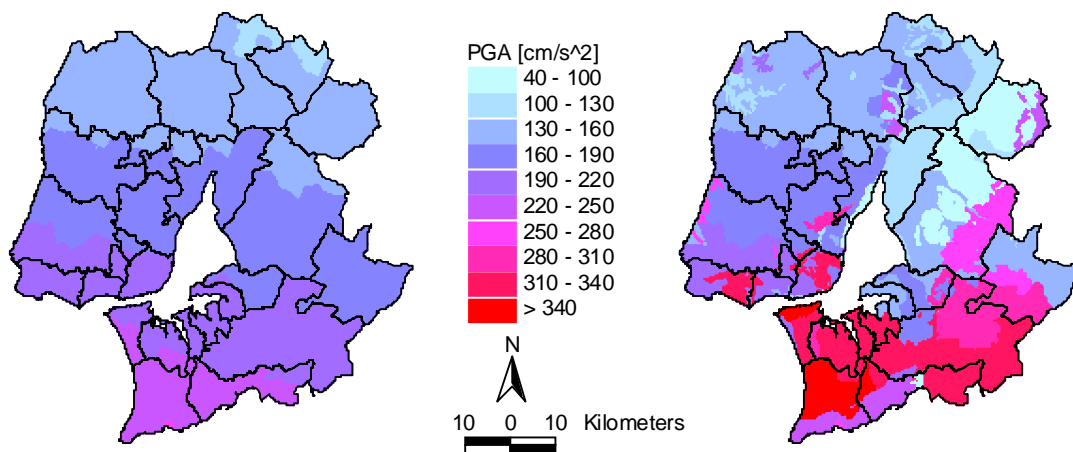 PGA [cm/s^2]
40 - 100
100 - 130
130 - 160
160 - 190
190 - 220
220 - 250
250 - 280
280 - 310
310 - 340
> 340
N
10 0 10 Kilometers